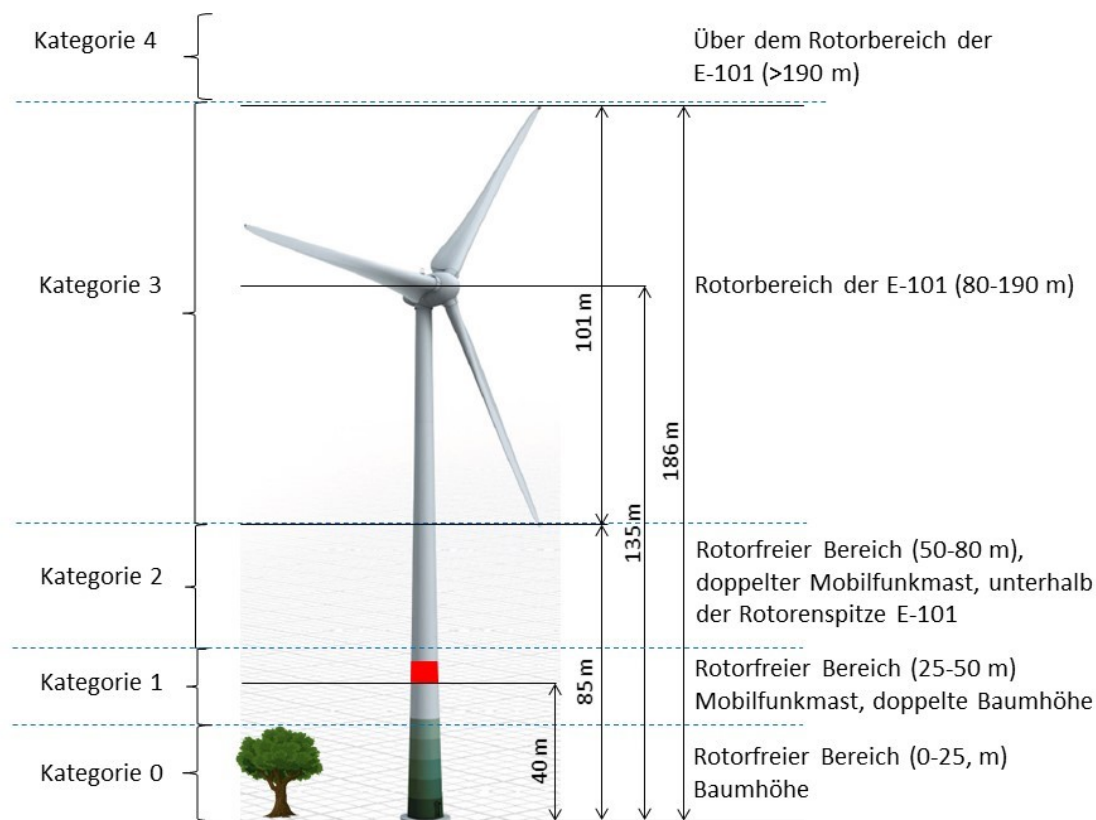 Kategorie 4
Über dem Rotorbereich der
E-101 (>190 m)
Kategorie 3
Rotorbereich der E-101 (80-190 m)
101 m
135 m
186 m
Kategorie 2
Rotorfreier Bereich (50-80 m),
doppelter Mobilfunkmast, unterhalb
der Rotorenspitze E-101
Kategorie 1
Rotorfreier Bereich (25-50 m)
Mobilfunkmast, doppelte Baumhöhe
85 m
40 m
Kategorie 0
Rotorfreier Bereich (0-25, m)
Baumhöhe